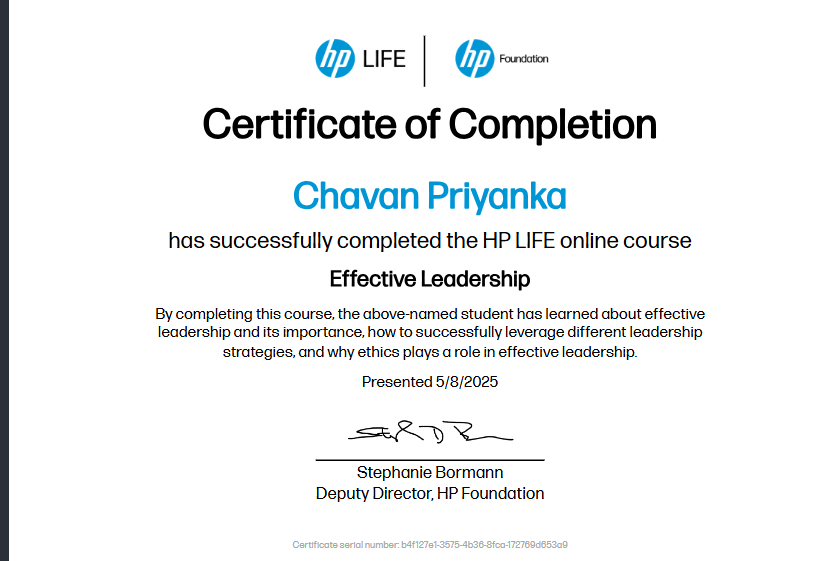 hp LIFE hp Foundation
Certificate of Completion
Chavan Priyanka
has successfully completed the HP LIFE online course
Effective Leadership
By completing this course, the above-named student has learned about effective
leadership and its importance, how to successfully leverage different leadership
strategies, and why ethics plays a role in effective leadership.
Presented 5/8/2025
Stephanie Bormann
Deputy Director, HP Foundation
Certificate serial number: b4f127e1-3575-4b36-8fca-172769d653a9